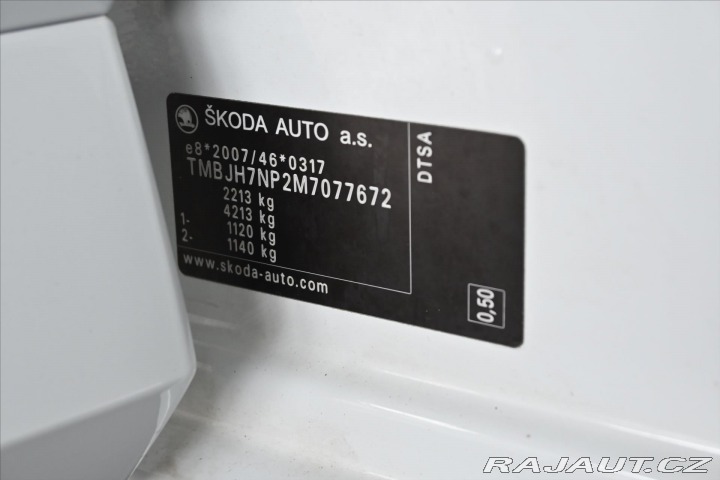 ŠKODA AUTO a.s.
e8*2007/46*0317
TMBJH7NP2M7077672
2213 kg
4213 kg
1- 1120 kg
2- 1140 kg
www.skoda-auto.com
DTSA
0,50
RAJAUT.CZ